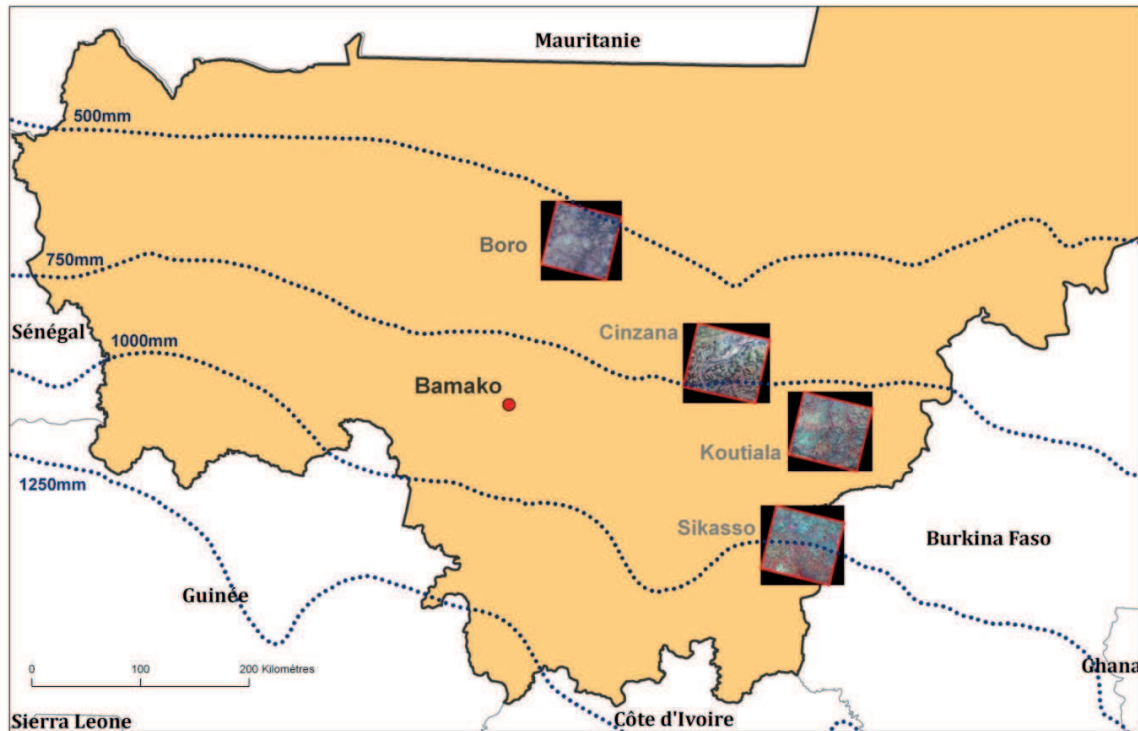 Mauritanie
500mm
Boro
750mm
Cinzana
Sénégal
1000mm
Bamako
Koutiala
1250mm
Sikasso
Burkina Faso
Guinée
0 100 200 Kilomètres
Ghana
Sierra Leone
Côte d'Ivoire